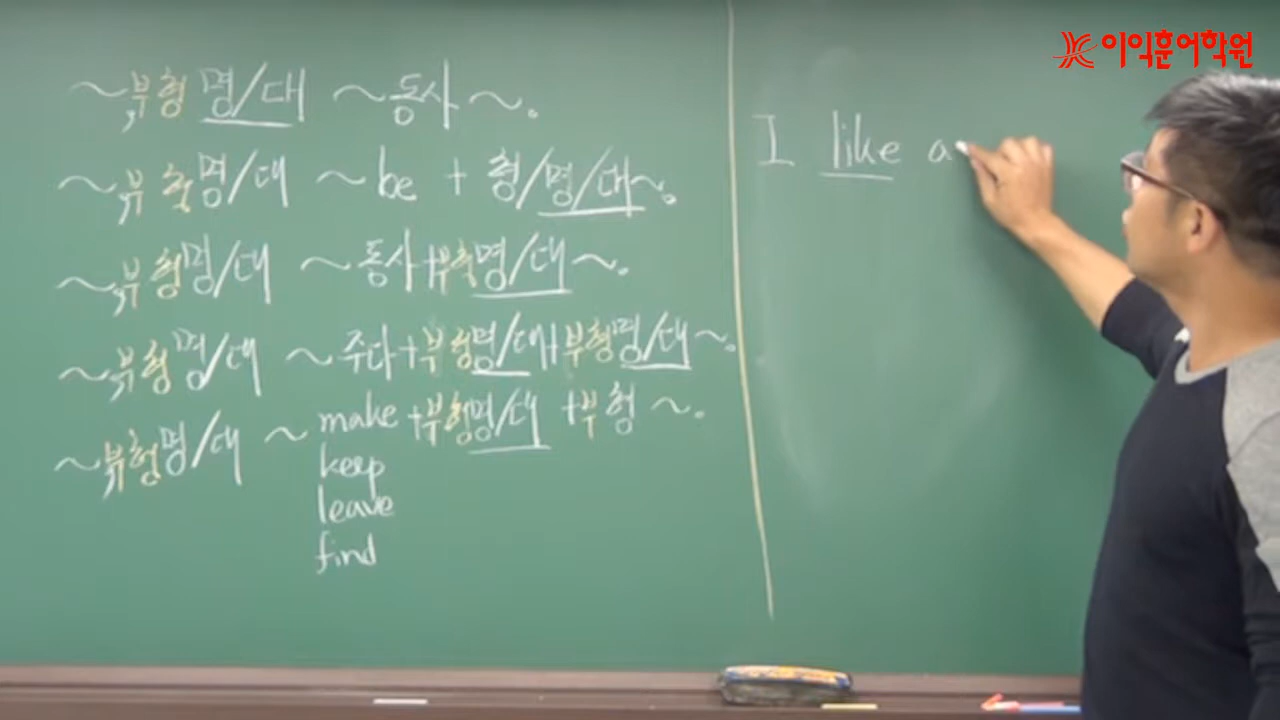 이익훈어학원
~, 부형 명/대 ~동사~.
~, 부형 명/대 ~be + 형/명/대~.
~, 부형명/대 ~동사+부형명/대~.
~, 부형명/대 ~주다+부형명/대+부형명/대~.
~, 부형명/대 ~make+부형명/대 +부형~.
keep
leave
find
I like a